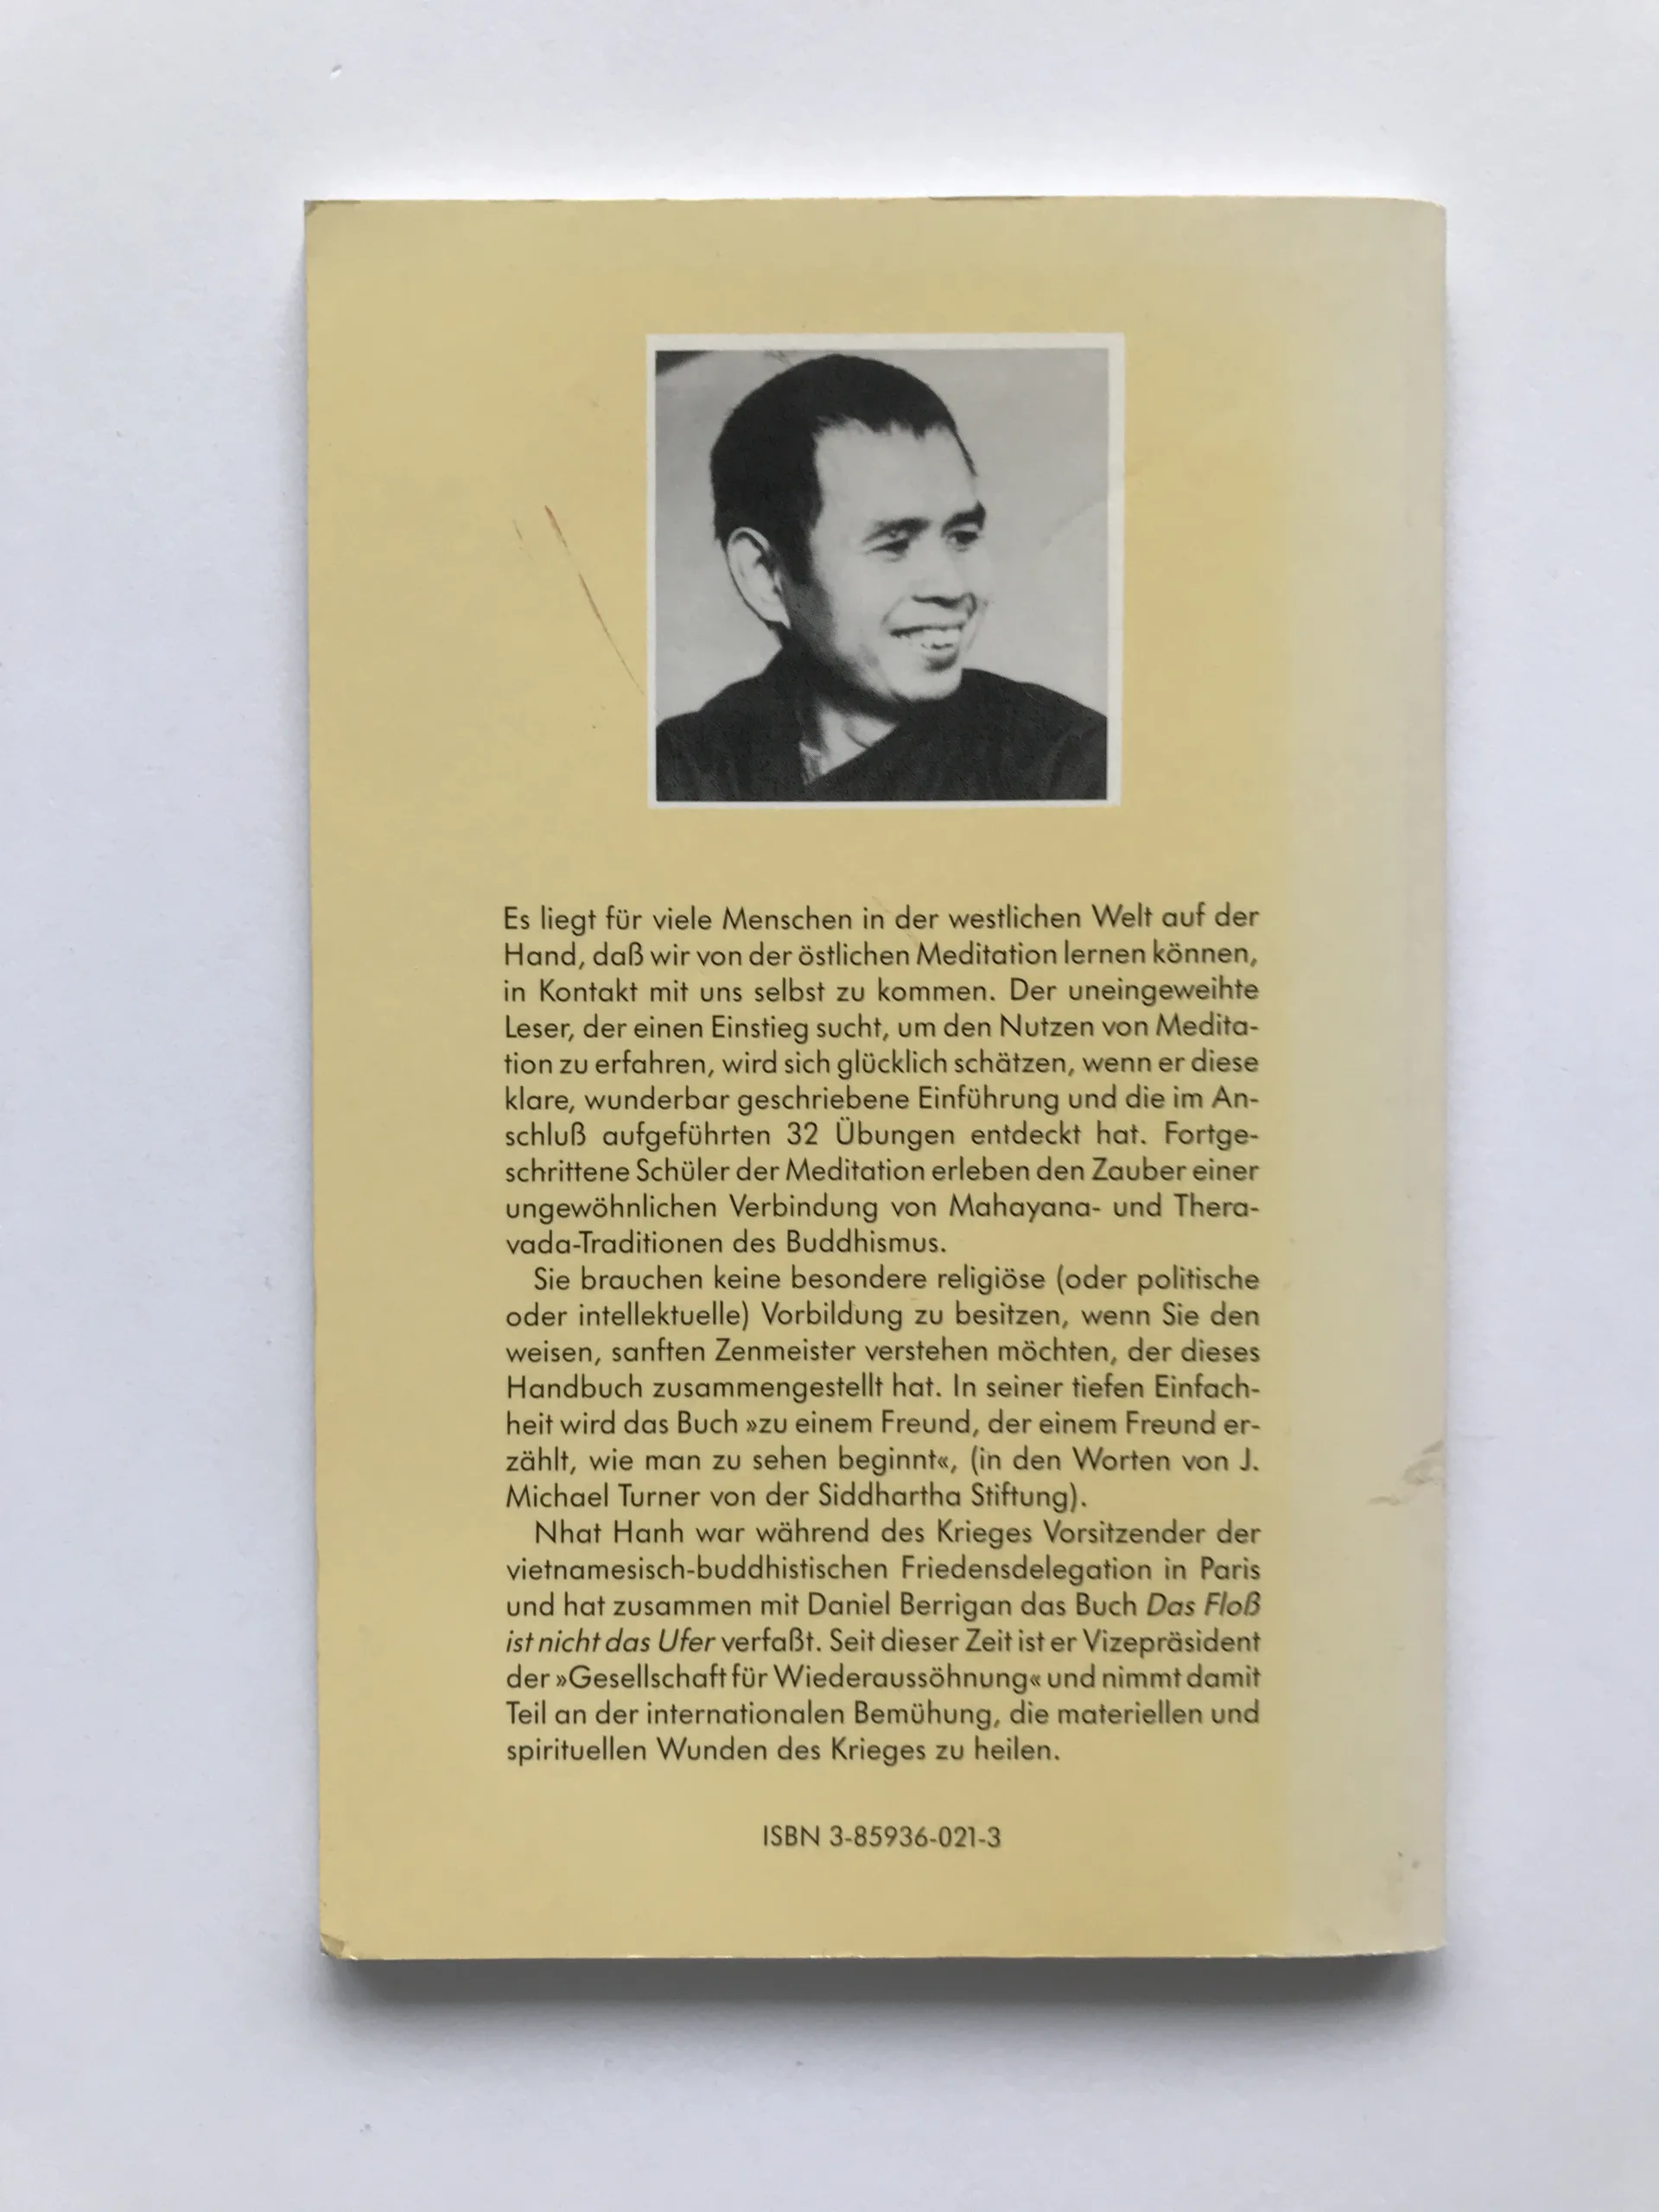 Es liegt für viele Menschen in der westlichen Welt auf der
Hand, daß wir von der östlichen Meditation lernen können,
in Kontakt mit uns selbst zu kommen. Der uneingeweihte
Leser, der einen Einstieg sucht, um den Nutzen von Medita-
tion zu erfahren, wird sich glücklich schätzen, wenn er diese
klare, wunderbar geschriebene Einführung und die im An-
schluß aufgeführten 32 Übungen entdeckt hat. Fortge-
schrittene Schüler der Meditation erleben den Zauber einer
ungewöhnlichen Verbindung von Mahayana- und Thera-
vada-Traditionen des Buddhismus.
Sie brauchen keine besondere religiöse (oder politische
oder intellektuelle) Vorbildung zu besitzen, wenn Sie den
weisen, sanften Zenmeister verstehen möchten, der dieses
Handbuch zusammengestellt hat. In seiner tiefen Einfach-
heit wird das Buch »zu einem Freund, der einem Freund er-
zählt, wie man zu sehen beginnt«, (in den Worten von J.
Michael Turner von der Siddhartha Stiftung).
Nhat Hanh war während des Krieges Vorsitzender der
vietnamesisch-buddhistischen Friedensdelegation in Paris
und hat zusammen mit Daniel Berrigan das Buch Das Floß
ist nicht das Ufer verfaßt. Seit dieser Zeit ist er Vizepräsident
der »Gesellschaft für Wiederaussöhnung« und nimmt damit
Teil an der internationalen Bemühung, die materiellen und
spirituellen Wunden des Krieges zu heilen.
ISBN 3-85936-021-3